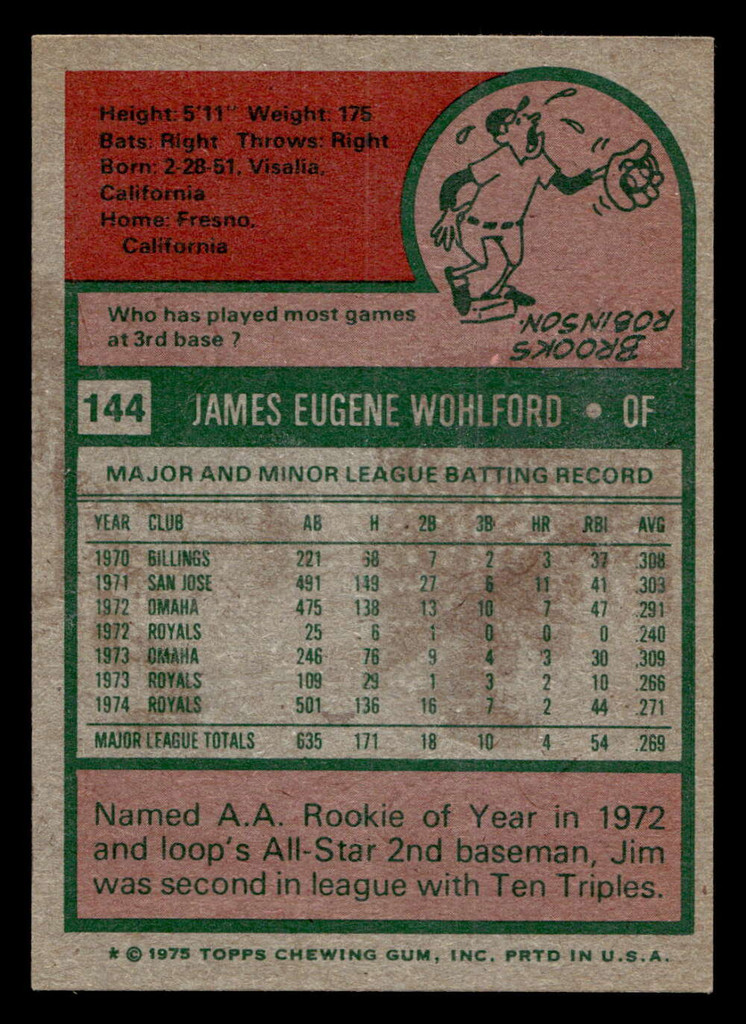 Height: 5'11" Weight: 175
Bats: Right Throws: Right
Born: 2-28-51, Visalia,
California
Home: Fresno,
California
Who has played most games
at 3rd base ?
BROOKS
ROBINSON.
144 JAMES EUGENE WOHLFORD • OF
MAJOR AND MINOR LEAGUE BATTING RECORD
YEAR CLUB AB H 2B 3B HR RBI AVG
1970 BILLINGS 221 68 7 2 3 37 .308
1971 SAN JOSE 491 149 27 6 11 41 .303
1972 OMAHA 475 138 13 10 7 47 .291
1972 ROYALS 25 6 1 0 0 0 .240
1973 OMAHA 246 76 9 4 3 30 .309
1973 ROYALS 109 29 1 3 2 10 .266
1974 ROYALS 501 136 16 7 2 44 .271
MAJOR LEAGUE TOTALS 635 171 18 10 4 54 .269
Named A.A. Rookie of Year in 1972
and loop's All-Star 2nd baseman, Jim
was second in league with Ten Triples.
* © 1975 TOPPS CHEWING GUM, INC. PRTD IN U.S.A.